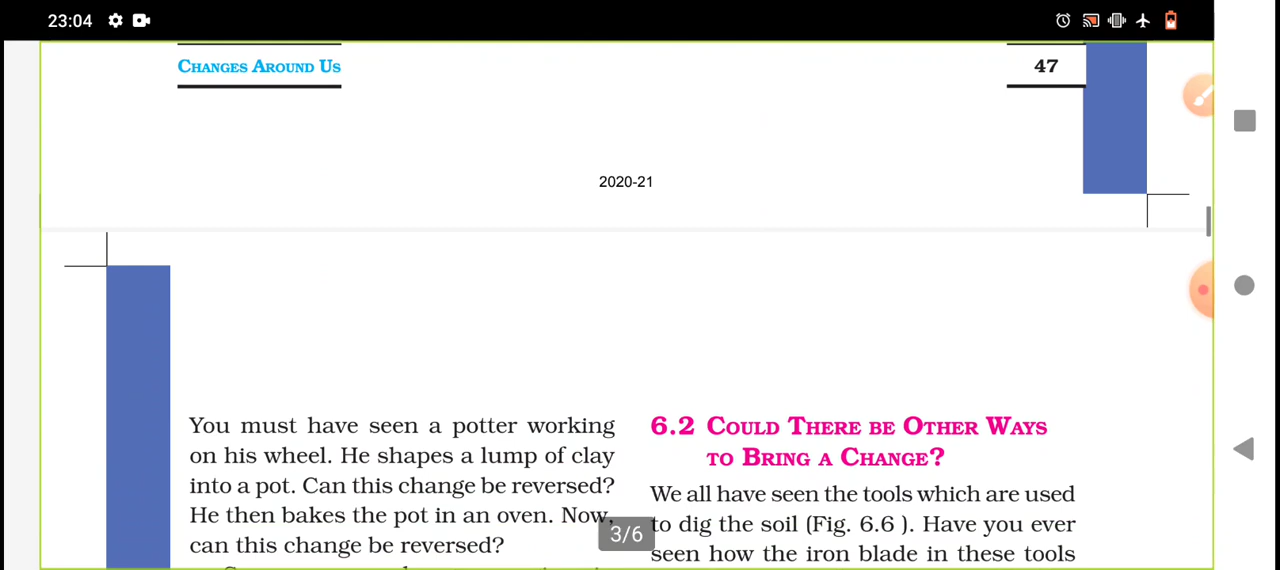 23:04
CHANGES AROUND US
47
2020-21
You must have seen a potter working
on his wheel. He shapes a lump of clay
into a pot. Can this change be reversed?
He then bakes the pot in an oven. Now,
can this change be reversed?
3/6
6.2 COULD THERE BE OTHER WAYS
TO BRING A CHANGE?
We all have seen the tools which are used
to dig the soil (Fig. 6.6 ). Have you ever
seen how the iron blade in these tools